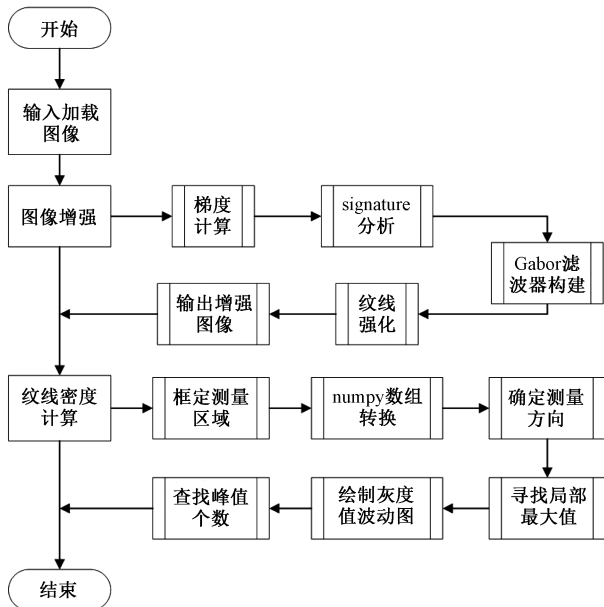 开始
输入加载
图像
图像增强
梯度
计算
signature
分析
Gabor滤
波器构建
纹线
强化
输出增强
图像
纹线密度
计算
框定测量
区域
numpy数组
转换
确定测量
方向
寻找局部
最大值
绘制灰度
值波动图
查找峰值
个数
结束